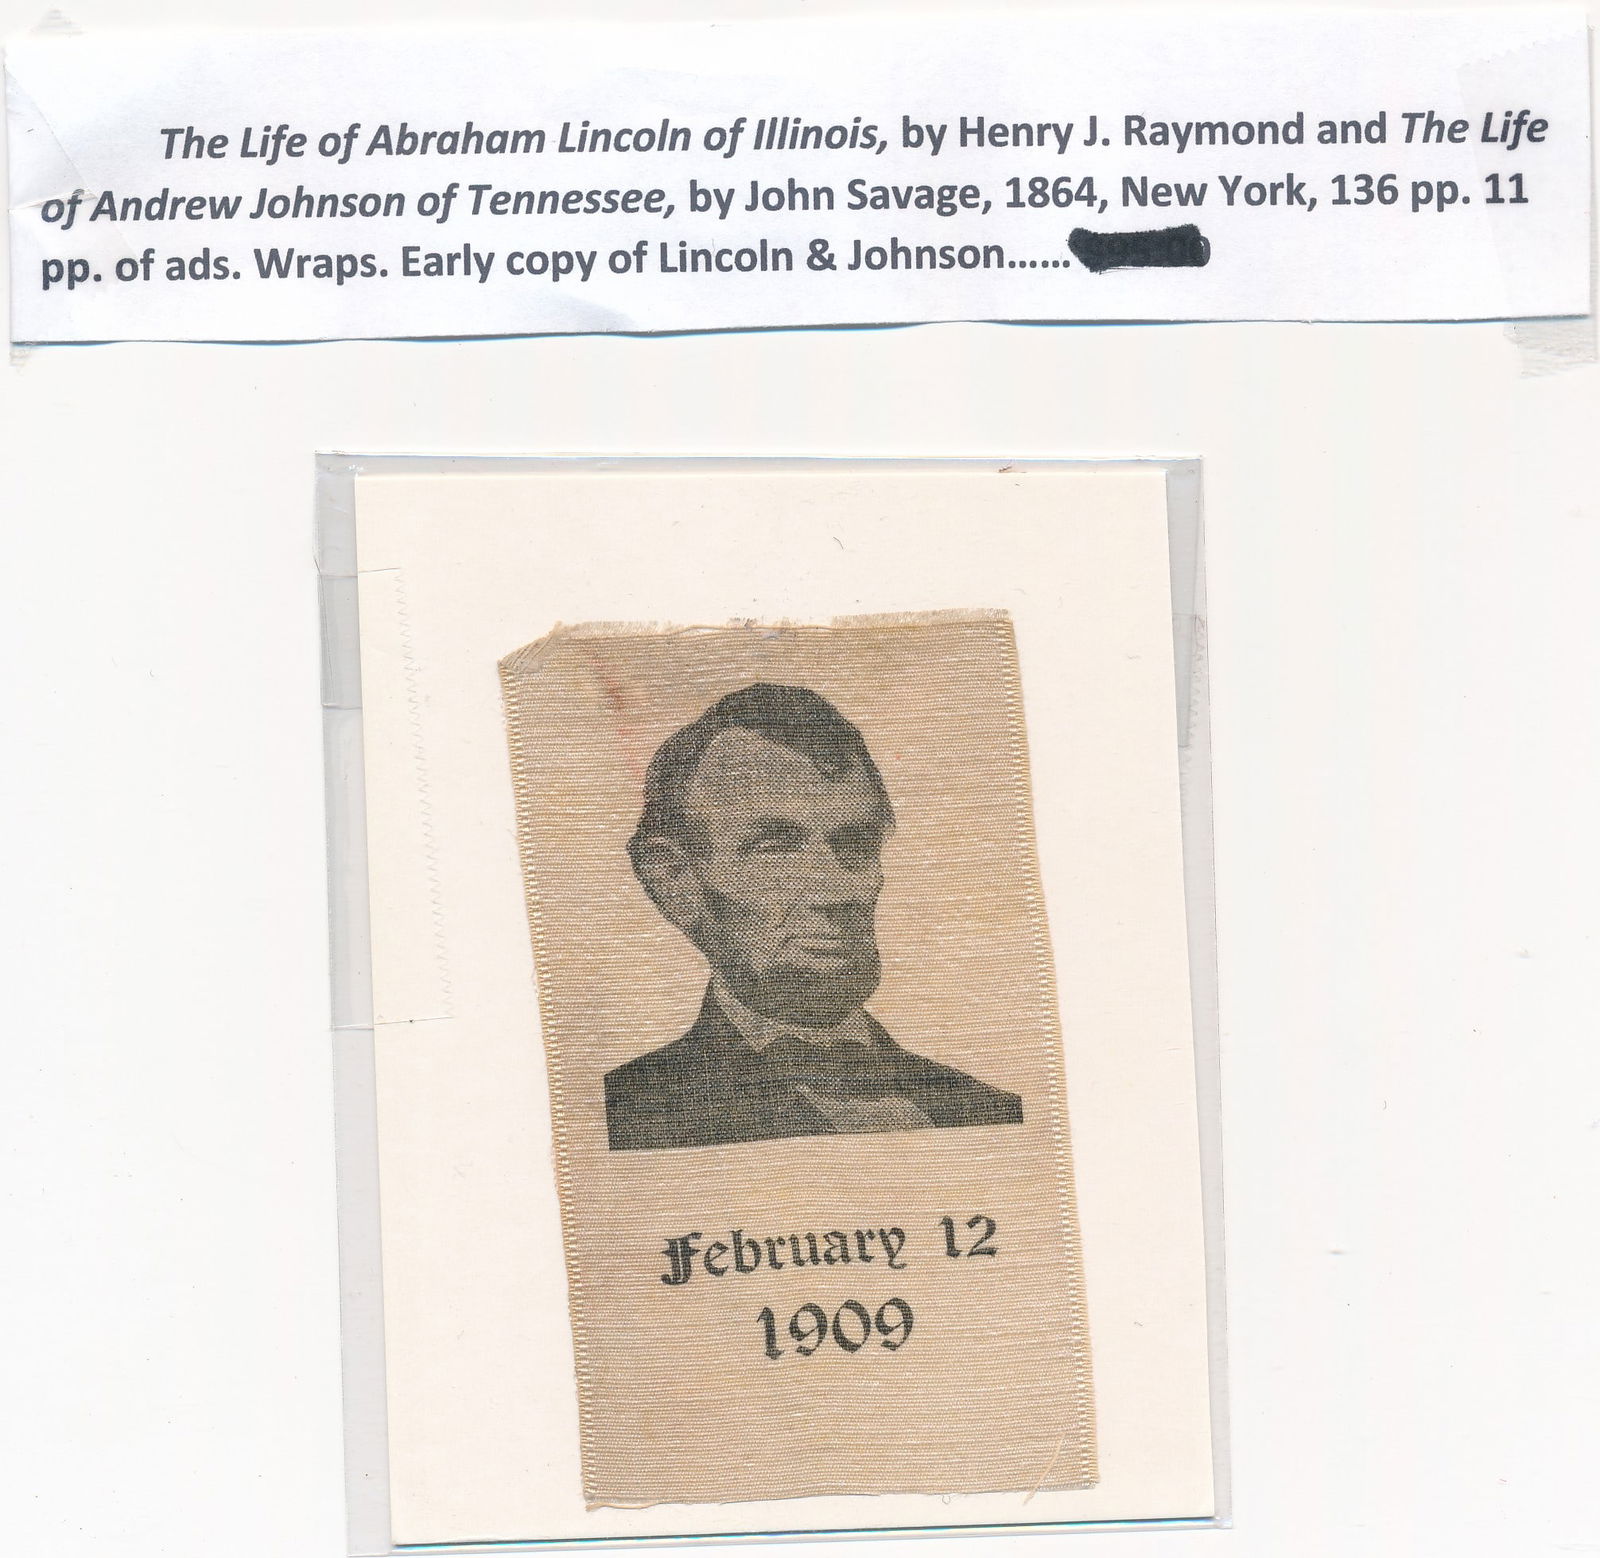 The Life of Abraham Lincoln of Illinois, by Henry J. Raymond and The Life
of Andrew Johnson of Tennessee, by John Savage, 1864, New York, 136 pp. 11
pp. of ads. Wraps. Early copy of Lincoln & Johnson......
February 12
1909